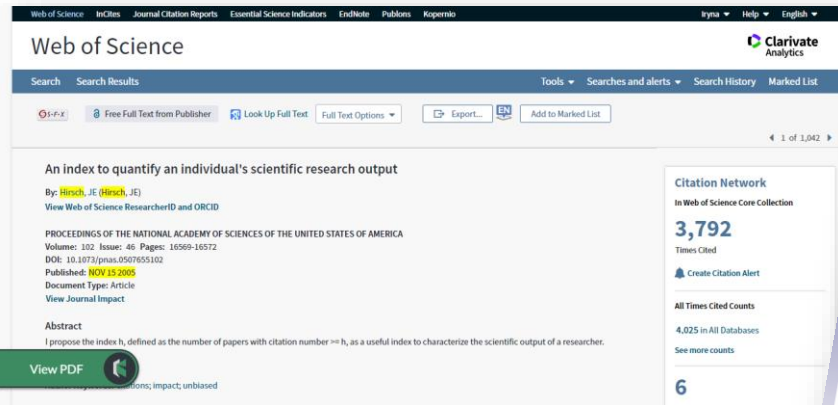 Web of Science InCites Journal Citation Reports Essential Science Indicators EndNote Publons Kopernio Iryna Help English
Web of Science
Clarivate
Analytics
Search Search Results Tools Searches and alerts Search History Marked List
S-F-X Free Full Text from Publisher Look Up Full Text Full Text Options Export... EN Add to Marked List
1 of 1,042
An index to quantify an individual's scientific research output
By: Hirsch, JE (Hirsch, JE)
View Web of Science ResearcherID and ORCID
PROCEEDINGS OF THE NATIONAL ACADEMY OF SCIENCES OF THE UNITED STATES OF AMERICA
Volume: 102 Issue: 46 Pages: 16569-16572
DOI: 10.1073/pnas.0507655102
Published: NOV 15 2005
Document Type: Article
View Journal Impact
Abstract
I propose the index h, defined as the number of papers with citation number >= h, as a useful index to characterize the scientific output of a researcher.
View PDF
impact; unbiased
Citation Network
In Web of Science Core Collection
3,792
Times Cited
Create Citation Alert
All Times Cited Counts
4,025 in All Databases
See more counts
6